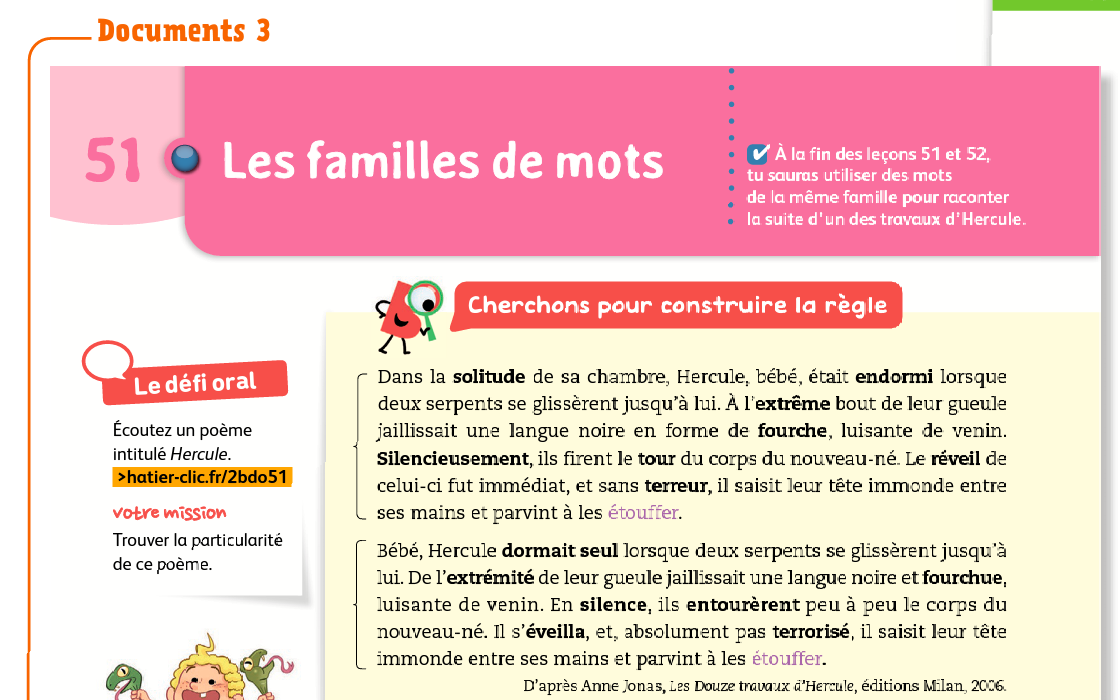 Documents 3
51
Les familles de mots
✔ À la fin des leçons 51 et 52,
tu sauras utiliser des mots
de la même famille pour raconter
la suite d'un des travaux d'Hercule.
Cherchons pour construire la règle
Le défi oral
Écoutez un poème
intitulé Hercule.
>hatier-clic.fr/2bdo51
votre mission
Trouver la particularité
de ce poème.
Dans la solitude de sa chambre, Hercule, bébé, était endormi lorsque
deux serpents se glissèrent jusqu'à lui. À l'extrême bout de leur gueule
jaillissait une langue noire en forme de fourche, luisante de venin.
Silencieusement, ils firent le tour du corps du nouveau-né. Le réveil de
celui-ci fut immédiat, et sans terreur, il saisit leur tête immonde entre
ses mains et parvint à les étouffer.
Bébé, Hercule dormait seul lorsque deux serpents se glissèrent jusqu'à
lui. De l'extrémité de leur gueule jaillissait une langue noire et fourchue,
luisante de venin. En silence, ils entourèrent peu à peu le corps du
nouveau-né. Il s'éveilla, et, absolument pas terrorisé, il saisit leur tête
immonde entre ses mains et parvint à les étouffer.
D'après Anne Jonas, Les Douze travaux d'Hercule, éditions Milan, 2006.